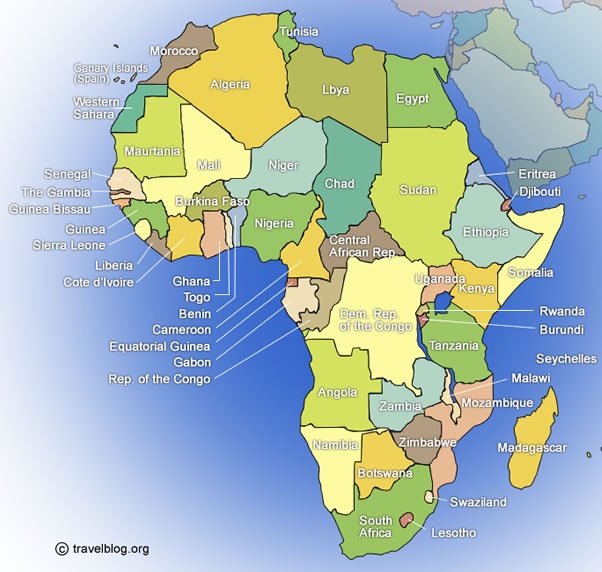 Tunisia
Morocco
Canary Islands
(Spain)
Algeria
Lbya
Egypt
Western
Sahara
Maurtania
Mali
Niger
Chad
Sudan
Eritrea
Djibouti
Senegal
The Gambia
Guinea Bissau
Guinea
Sierra Leone
Liberia
Cote d'Ivoire
Burkina Faso
Nigeria
Ethiopia
Central
African Rep.
Somalia
Ghana
Togo
Benin
Cameroon
Equatorial Guinea
Gabon
Rep. of the Congo
Uganada
Kenya
Dem. Rep.
of the Congo
Rwanda
Burundi
Tanzania
Seychelles
Malawi
Angola
Zambia
Mozambique
Namibia
Zimbabwe
Madagascar
Botswana
Swaziland
South
Africa
Lesotho
© travelblog.org